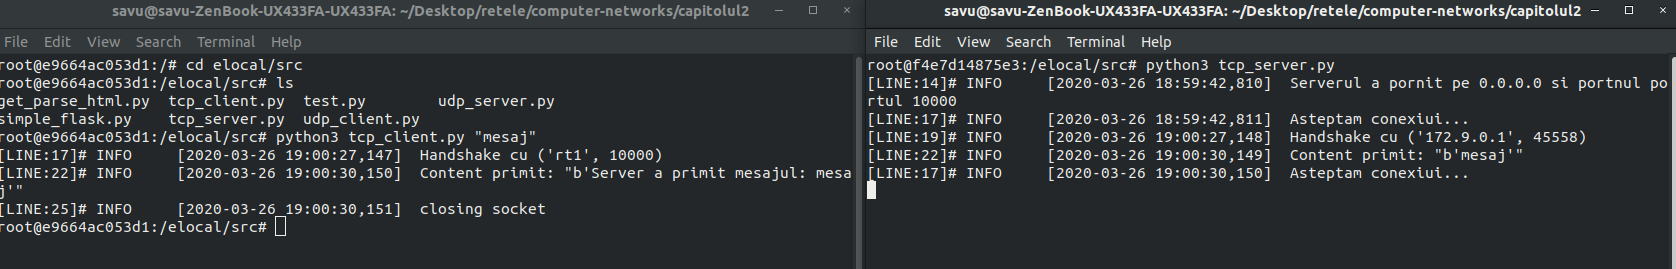 savu@savu-ZenBook-UX433FA-UX433FA: ~/Desktop/retele/computer-networks/capitolul2
File Edit View Search Terminal Help
root@e9664ac053d1:/# cd elocal/src
root@e9664ac053d1:/elocal/src# ls
get_parse_html.py tcp_client.py test.py udp_server.py
simple_flask.py tcp_server.py udp_client.py
root@e9664ac053d1:/elocal/src# python3 tcp_client.py "mesaj"
[LINE:17]# INFO [2020-03-26 19:00:27,147] Handshake cu ('rt1', 10000)
[LINE:22]# INFO [2020-03-26 19:00:30,150] Content primit: "b'Server a primit mesajul: mesa
j'"
[LINE:25]# INFO [2020-03-26 19:00:30,151] closing socket
root@e9664ac053d1:/elocal/src#
savu@savu-ZenBook-UX433FA-UX433FA: ~/Desktop/retele/computer-networks/capitolul2
File Edit View Search Terminal Help
root@f4e7d14875e3:/elocal/src# python3 tcp_server.py
[LINE:14]# INFO [2020-03-26 18:59:42,810] Serverul a pornit pe 0.0.0.0 si portnul po
rtul 10000
[LINE:17]# INFO [2020-03-26 18:59:42,811] Asteptam conexiui...
[LINE:19]# INFO [2020-03-26 19:00:27,148] Handshake cu ('172.9.0.1', 45558)
[LINE:22]# INFO [2020-03-26 19:00:30,149] Content primit: "b'mesaj'"
[LINE:17]# INFO [2020-03-26 19:00:30,150] Asteptam conexiui...